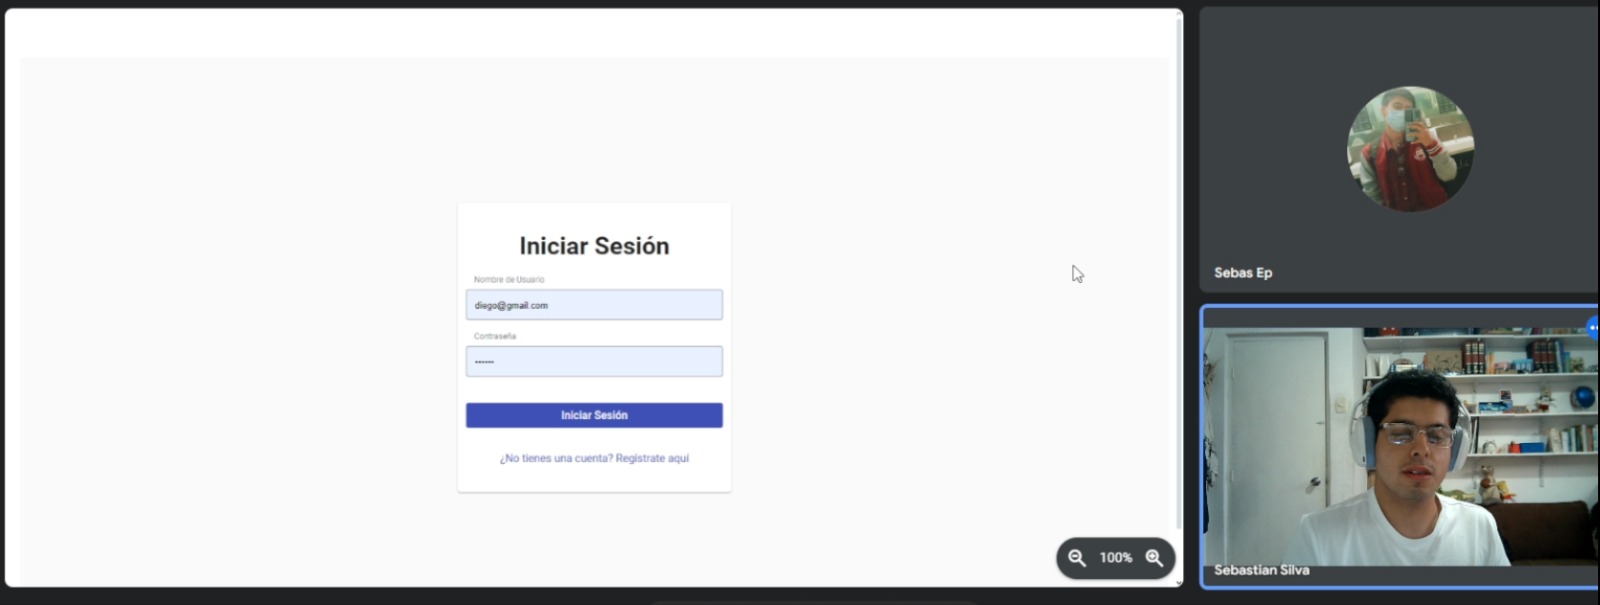 Iniciar Sesión
Nombre de Usuario
diego@gmail.com
Contraseña
••••••
Iniciar Sesión
¿No tienes una cuenta? Registrate aquí
100%
Sebas Ep
Sebastian Silva